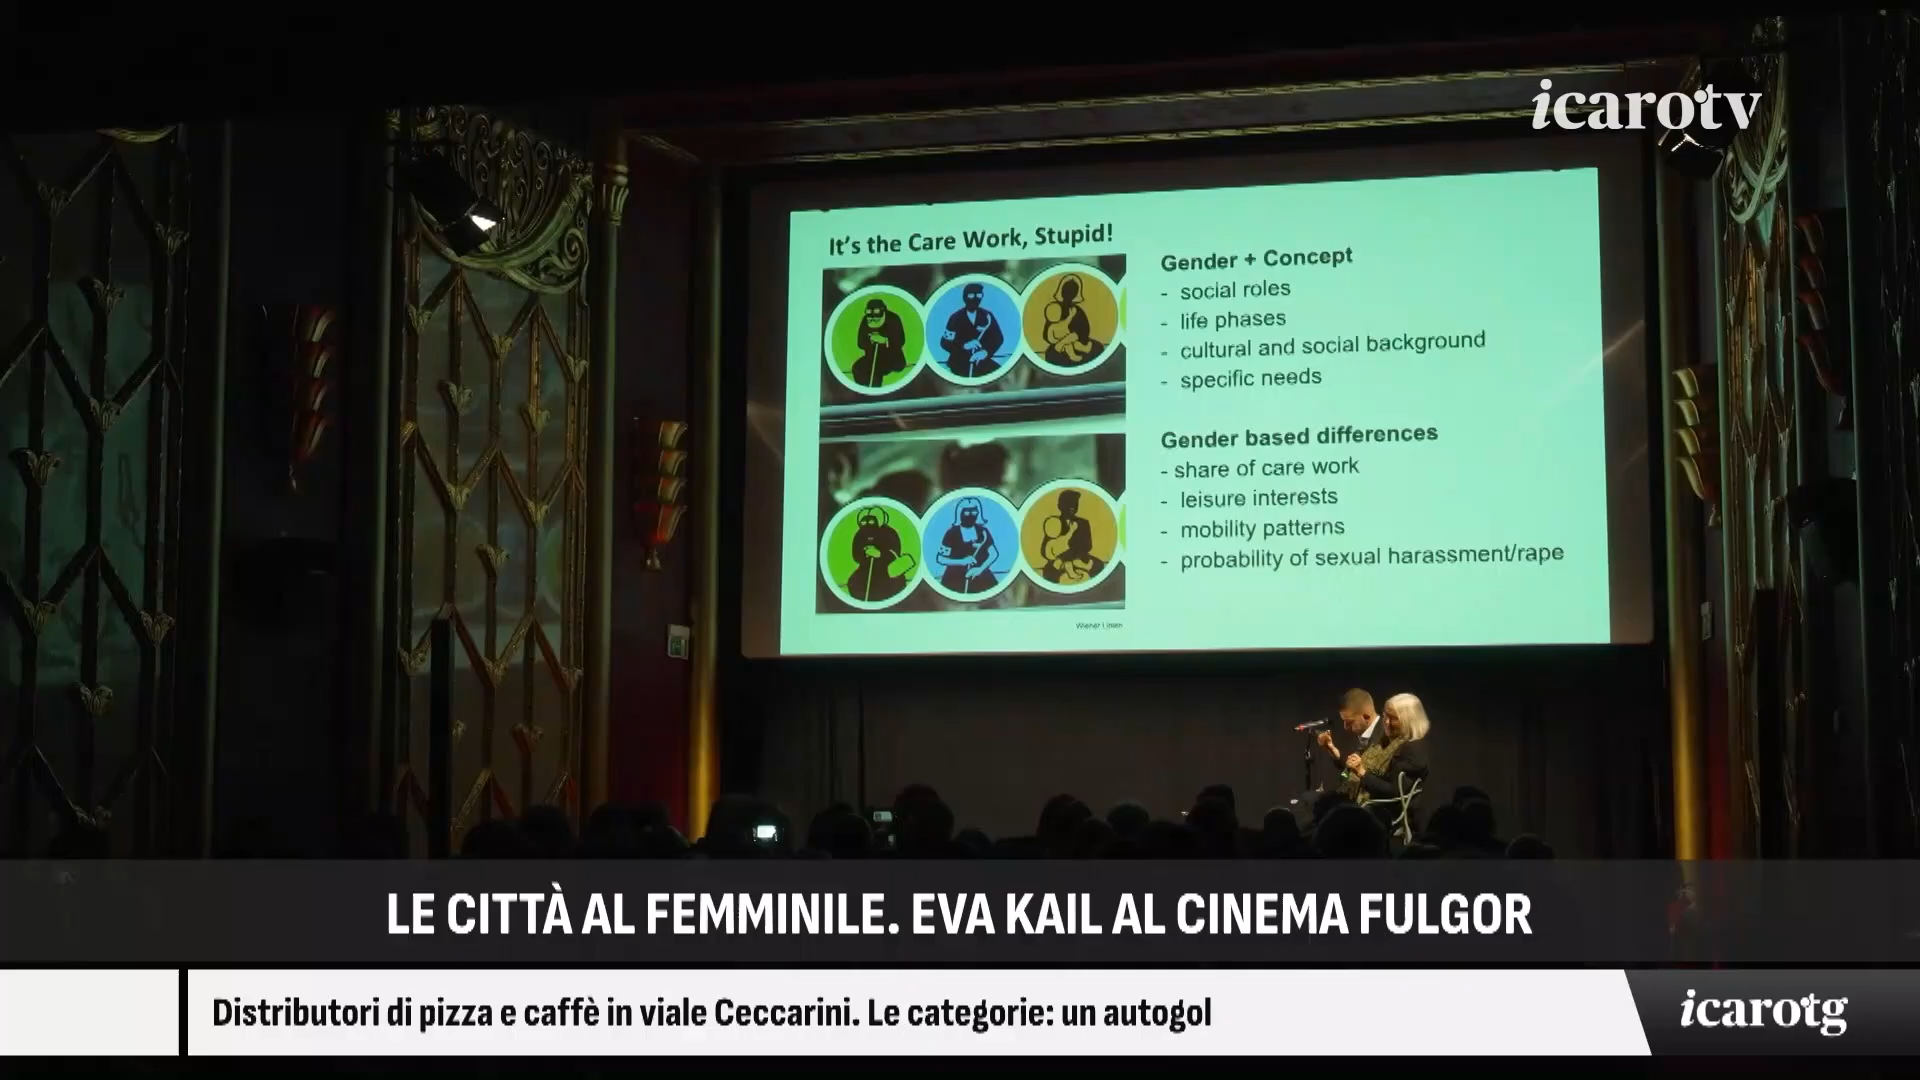 icarotv
It's the Care Work, Stupid!
Gender + Concept
- social roles
- life phases
- cultural and social background
- specific needs
Gender based differences
- share of care work
- leisure interests
- mobility patterns
- probability of sexual harassment/rape
Wiener Linien
LE CITTÀ AL FEMMINILE. EVA KAIL AL CINEMA FULGOR
Distributori di pizza e caffè in viale Ceccarini. Le categorie: un autogol
icarotg